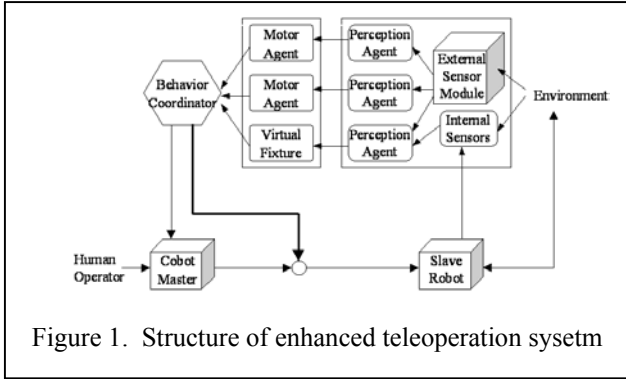 Motor
Agent
Perception
Agent
External
Sensor
Module
Behavior
Coordinator
Motor
Agent
Perception
Agent
Environment
Internal
Sensors
Virtual
Fixture
Perception
Agent
Human
Operator
Cobot
Master
Slave
Robot
Figure 1. Structure of enhanced teleoperation sysetm